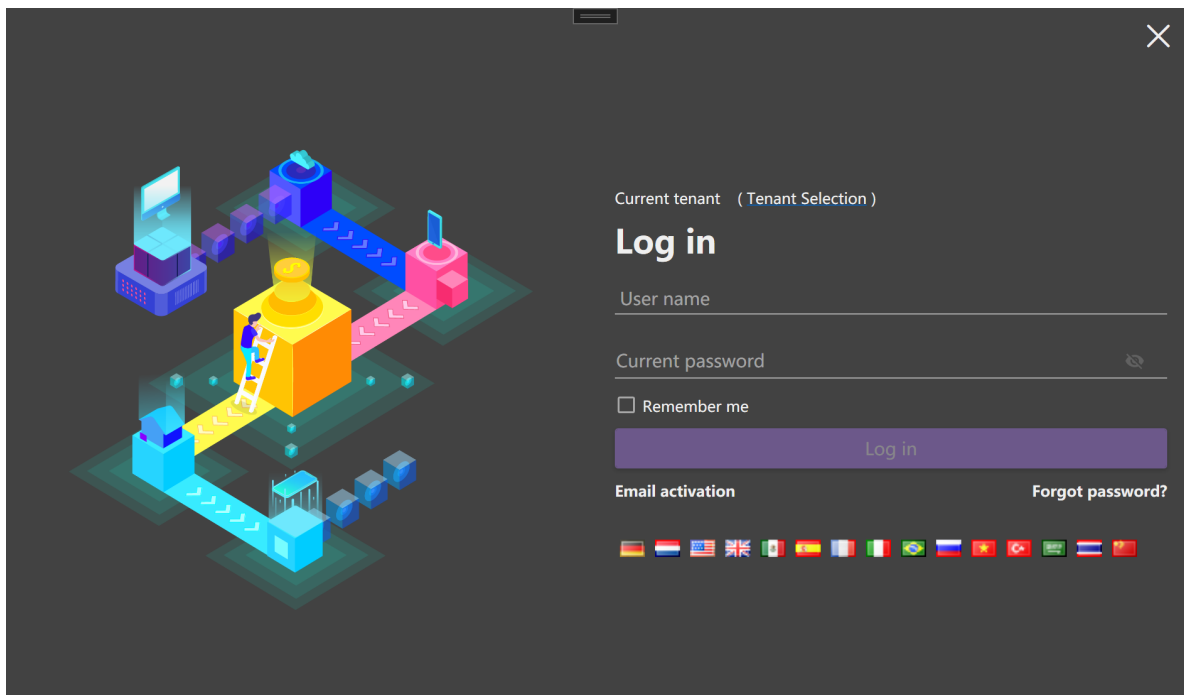 Current tenant ( Tenant Selection )
Log in
User name
Current password
Remember me
Log in
Email activation Forgot password?